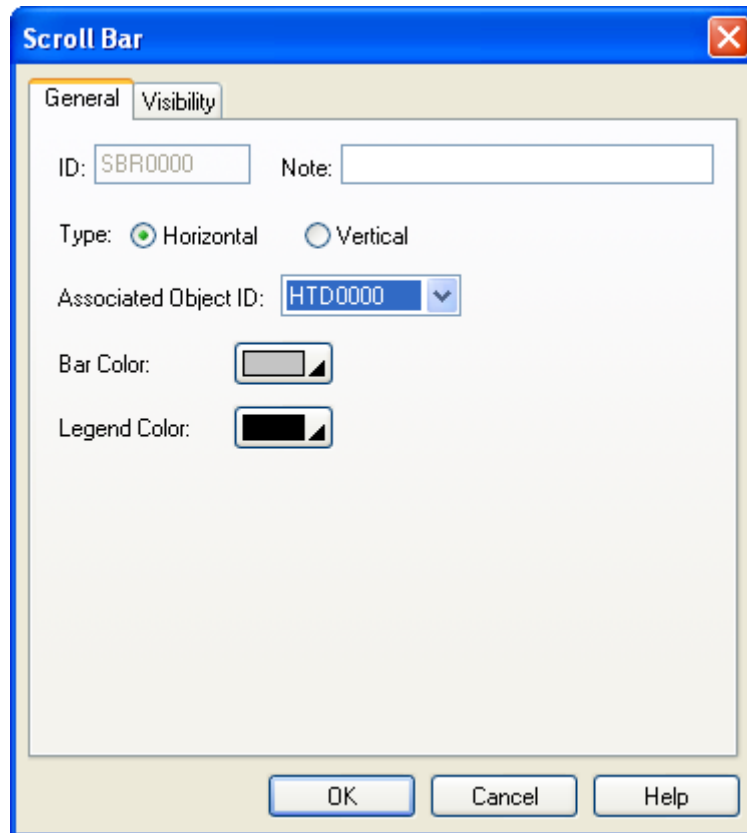 Scroll Bar
General Visibility
ID: SBR0000 Note:
Type: Horizontal Vertical
Associated Object ID: HTD0000
Bar Color:
Legend Color:
OK Cancel Help